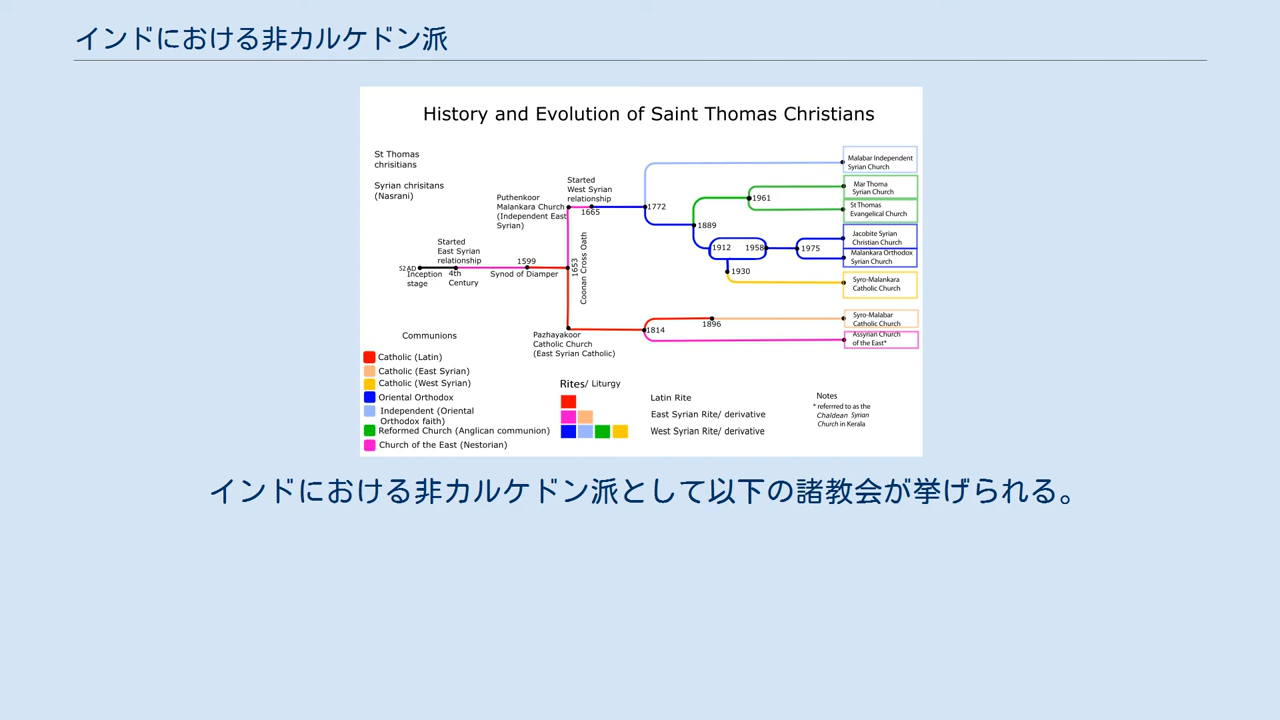 インドにおける非カルケドン派
History and Evolution of Saint Thomas Christians
St Thomas
chrisitians
Syrian chrisitans
(Nasrani)
Started
East Syrian
relationship
52AD
Inception
stage
4th
Century
1599
Synod of Diamper
Puthenkoor
Malankara Church
(Independent East
Syrian)
Started
West Syrian
relationship
1665
1653
Coonan Cross Oath
Pazhayakoor
Catholic Church
(East Syrian Catholic)
1772
1889
1961
1912
1958
1975
1930
1814
1896
Malabar Independent
Syrian Church
Mar Thoma
Syrian Church
St Thomas
Evangelical Church
Jacobite Syrian
Christian Church
Malankara Orthodox
Syrian Church
Syro-Malankara
Catholic Church
Syro-Malabar
Catholic Church
Assyrian Church
of the East*
Communions
Catholic (Latin)
Catholic (East Syrian)
Catholic (West Syrian)
Oriental Orthodox
Independent (Oriental
Orthodox faith)
Reformed Church (Anglican communion)
Church of the East (Nestorian)
Rites/ Liturgy
Latin Rite
East Syrian Rite/ derivative
West Syrian Rite/ derivative
Notes
* referrred to as the
Chaldean Syrian
Church in Kerala
インドにおける非カルケドン派として以下の諸教会が挙げられる。